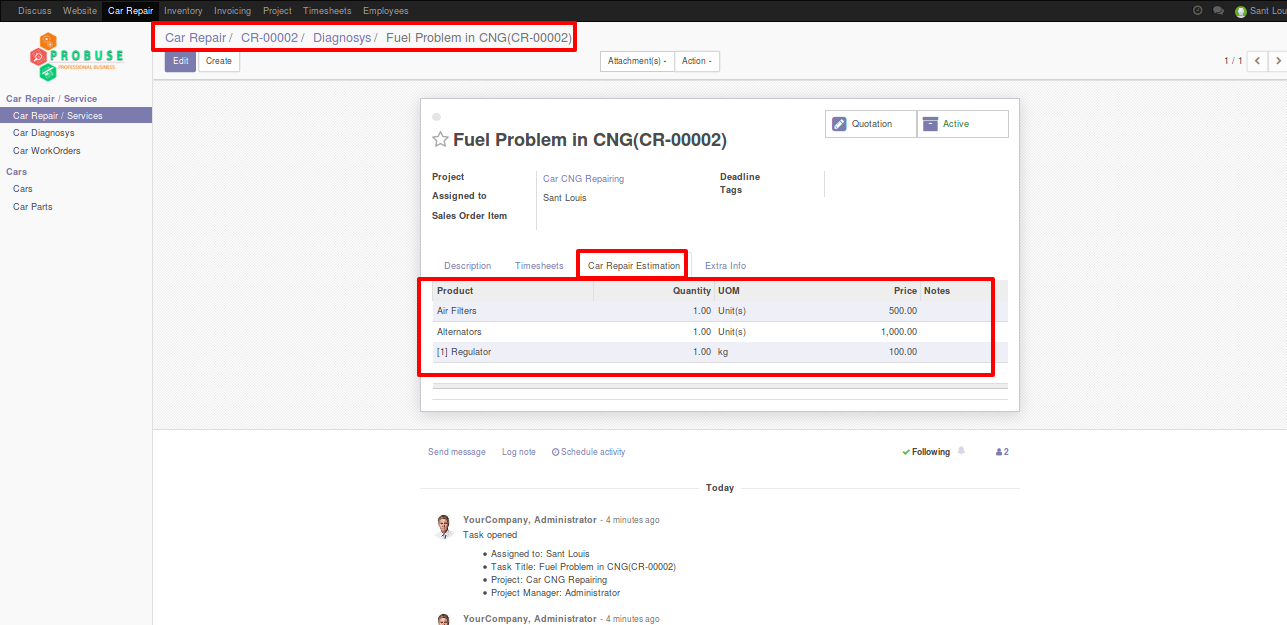 Discuss Website Car Repair Inventory Invoicing Project Timesheets Employees Sant Lou
PROBUSE
PROFESSIONAL BUSINESS
Car Repair / CR-00002 / Diagnosys / Fuel Problem in CNG(CR-00002)
Edit Create Attachment(s) Action 1 / 1
Car Repair / Service
Car Repair / Services
Car Diagnosys
Car WorkOrders
Cars
Cars
Car Parts
Quotation Active
Fuel Problem in CNG(CR-00002)
Project Car CNG Repairing Deadline
Assigned to Sant Louis Tags
Sales Order Item
Description Timesheets Car Repair Estimation Extra Info
Product Quantity UOM Price Notes
Air Filters 1.00 Unit(s) 500.00
Alternators 1.00 Unit(s) 1,000.00
[1] Regulator 1.00 kg 100.00
Send message Log note Schedule activity Following 2
Today
YourCompany, Administrator - 4 minutes ago
Task opened
• Assigned to: Sant Louis
• Task Title: Fuel Problem in CNG(CR-00002)
• Project: Car CNG Repairing
• Project Manager: Administrator
YourCompany, Administrator - 4 minutes ago